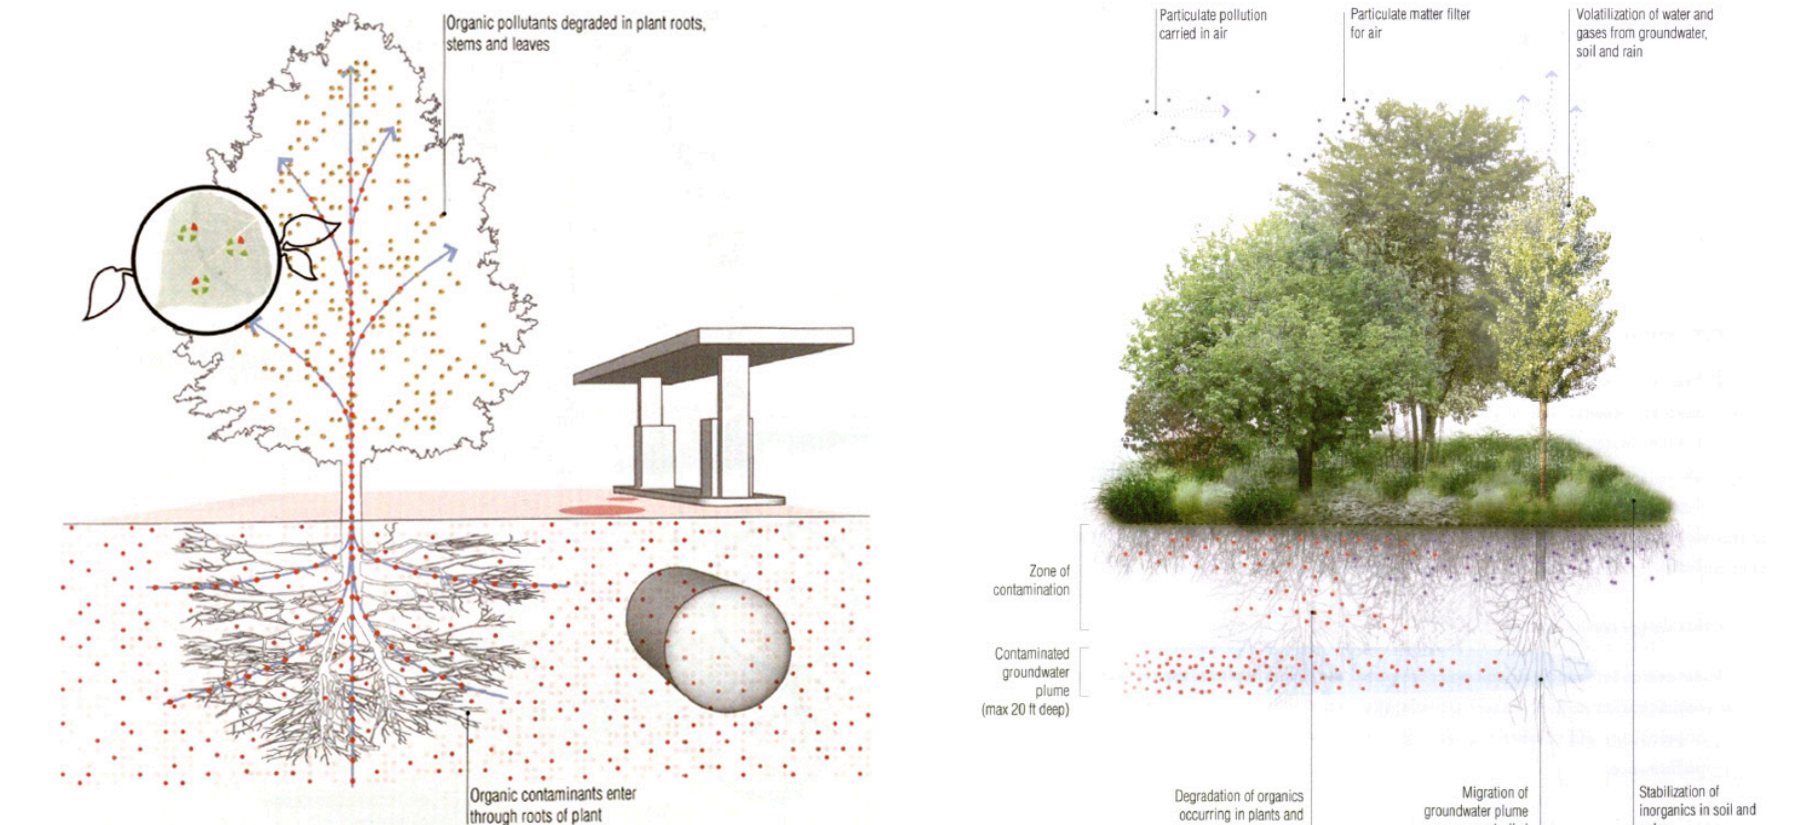 Organic pollutants degraded in plant roots,
stems and leaves
Organic contaminants enter
through roots of plant
Particulate pollution
carried in air
Particulate matter filter
for air
Volatilization of water and
gases from groundwater,
soil and rain
Zone of
contamination
Contaminated
groundwater
plume
(max 20 ft deep)
Degradation of organics
occurring in plants and
Migration of
groundwater plume
Stabilization of
inorganics in soil and